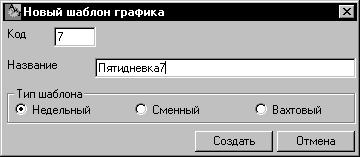 Новый шаблон графика
Код 7
Название Пятидневка7
Тип шаблона
Недельный Сменный Вахтовый
Создать Отмена